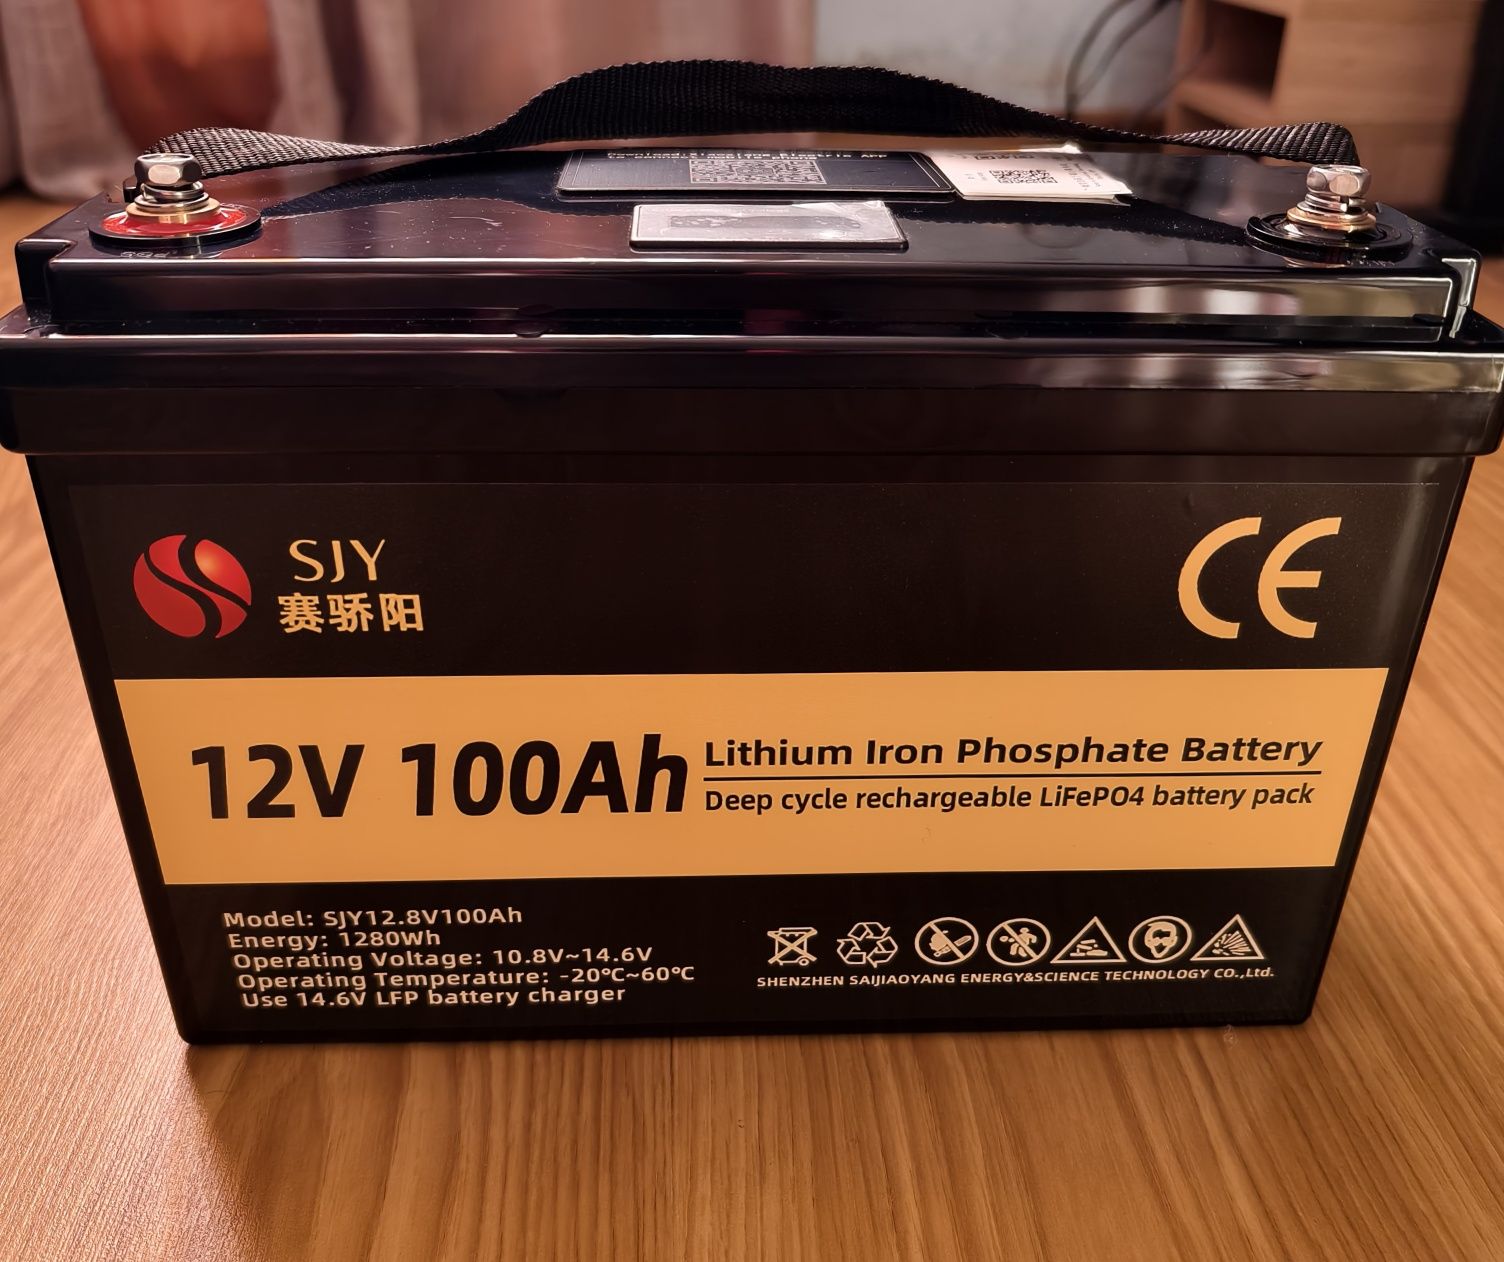 SJY
赛骄阳
CE
12V 100Ah
Lithium Iron Phosphate Battery
Deep cycle rechargeable LiFePO4 battery pack
Model: SJY12.8V100Ah
Energy: 1280Wh
Operating Voltage: 10.8V~14.6V
Operating Temperature: -20℃~60℃
Use 14.6V LFP battery charger
SHENZHEN SAIJIAOYANG ENERGY&SCIENCE TECHNOLOGY CO.,Ltd.